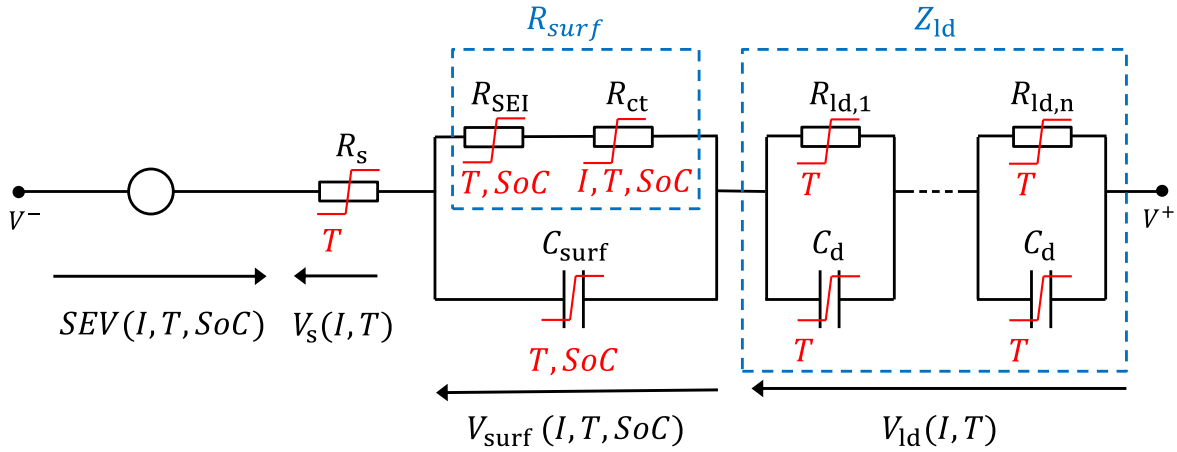 R_surf
Z_ld
R_SEI
R_ct
R_ld,1
R_ld,n
R_s
T, SoC
I, T, SoC
T
T
V⁻
V⁺
T
C_surf
C_d
C_d
SEV(I, T, SoC)
V_s(I, T)
T, SoC
T
T
V_surf (I, T, SoC)
V_ld(I, T)